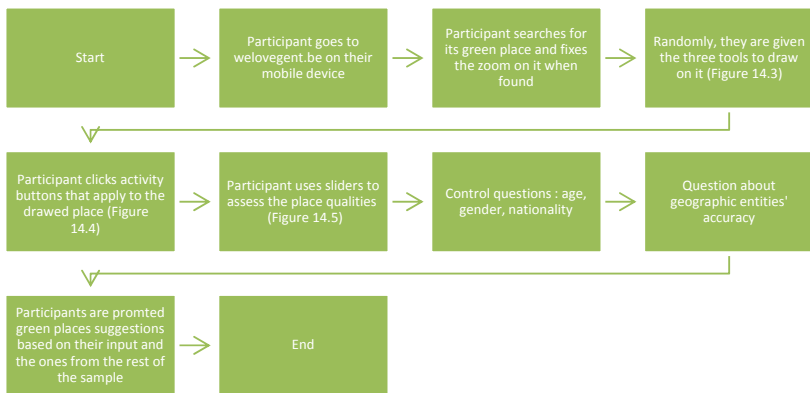 Start
Participant goes to
welovegent.be on their
mobile device
Participant searches for
its green place and fixes
the zoom on it when
found
Randomly, they are given
the three tools to draw
on it (Figure 14.3)
Participant clicks activity
buttons that apply to the
drawed place (Figure
14.4)
Participant uses sliders to
assess the place qualities
(Figure 14.5)
Control questions : age,
gender, nationality
Question about
geographic entities'
accuracy
Participants are promted
green places suggestions
based on their input and
the ones from the rest of
the sample
End